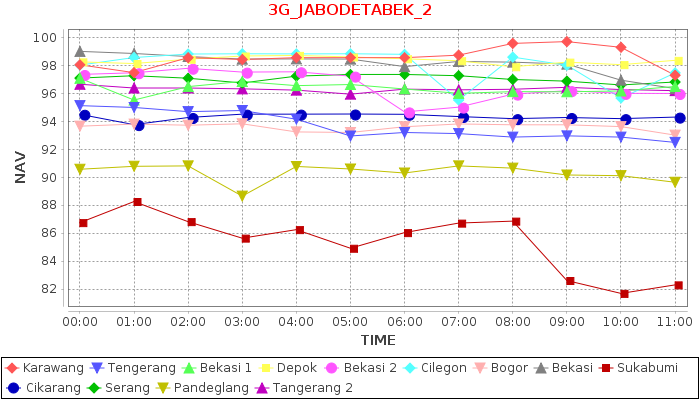 3G_JABODETABEK_2
NAV
100
98
96
94
92
90
88
86
84
82
00:00 01:00 02:00 03:00 04:00 05:00 06:00 07:00 08:00 09:00 10:00 11:00
TIME
Karawang Tengerang Bekasi 1 Depok Bekasi 2 Cilegon Bogor Bekasi Sukabumi
Cikarang Serang Pandeglang Tangerang 2